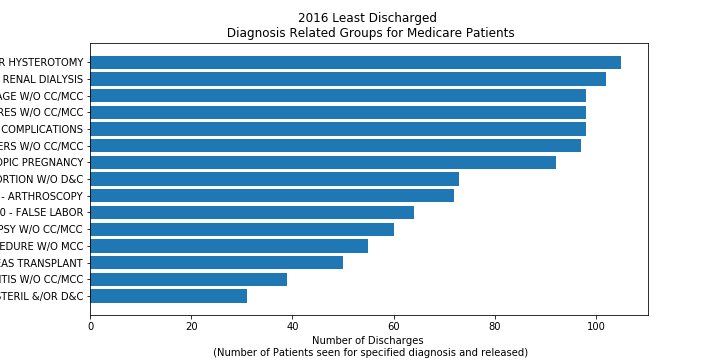 2016 Least Discharged
Diagnosis Related Groups for Medicare Patients
R HYSTEROTOMY
RENAL DIALYSIS
AGE W/O CC/MCC
RES W/O CC/MCC
COMPLICATIONS
ERS W/O CC/MCC
OPIC PREGNANCY
ORTION W/O D&C
- ARTHROSCOPY
0 - FALSE LABOR
PSY W/O CC/MCC
EDURE W/O MCC
EAS TRANSPLANT
TIS W/O CC/MCC
STERIL &/OR D&C
0 20 40 60 80 100
Number of Discharges
(Number of Patients seen for specified diagnosis and released)